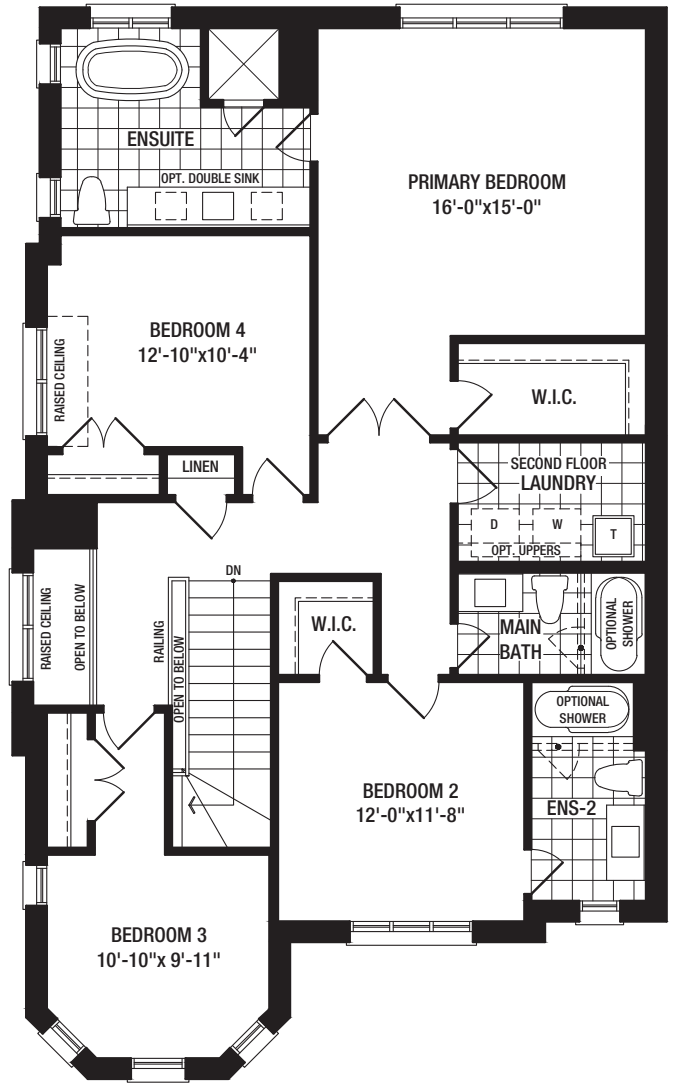 ENSUITE
OPT. DOUBLE SINK
PRIMARY BEDROOM
16'-0"x15'-0"
BEDROOM 4
12'-10"x10'-4"
RAISED CEILING
W.I.C.
LINEN
SECOND FLOOR
LAUNDRY
D
W
T
OPT. UPPERS
DN
RAISED CEILING
OPEN TO BELOW
RAILING
OPEN TO BELOW
W.I.C.
MAIN
BATH
OPTIONAL
SHOWER
OPTIONAL
SHOWER
BEDROOM 2
12'-0"x11'-8"
ENS-2
BEDROOM 3
10'-10"x 9'-11"